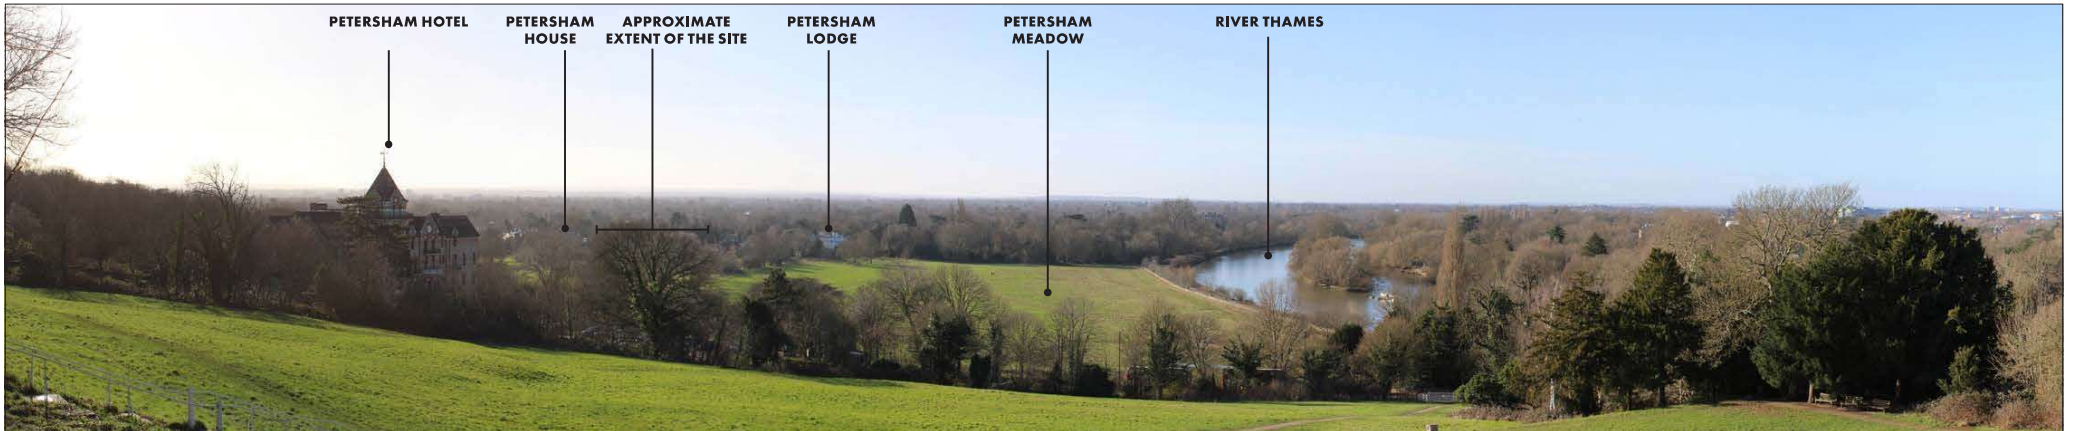 PETERSHAM HOTEL
PETERSHAM
HOUSE
APPROXIMATE
EXTENT OF THE SITE
PETERSHAM
LODGE
PETERSHAM
MEADOW
RIVER THAMES